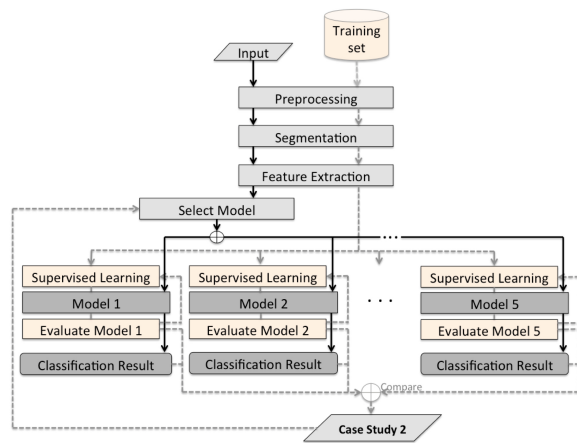 Input
Training
set
Preprocessing
Segmentation
Feature Extraction
Select Model
...
Supervised Learning
Supervised Learning
Supervised Learning
Model 1
Model 2
. . .
Model 5
Evaluate Model 1
Evaluate Model 2
Evaluate Model 5
Classification Result
Classification Result
Classification Result
Compare
Case Study 2